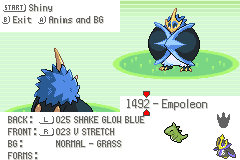 START Shiny
B Exit A Anims and BG
1492 - Empoleon
BACK: L 025 SHAKE GLOW BLUE
FRONT: R 023 V STRETCH
BG: NORMAL - GRASS
FORMS: